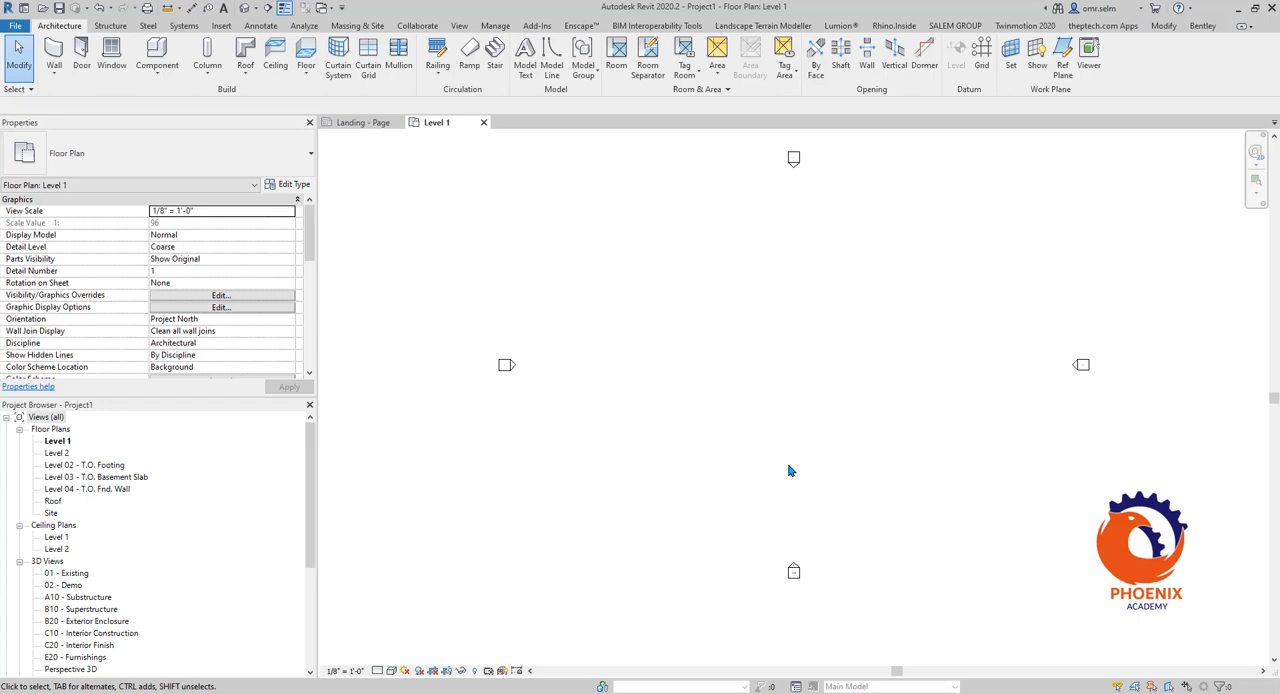 Autodesk Revit 2020.2 - Project1 - Floor Plan: Level 1
omr.selm
File Architecture Structure Steel Systems Insert Annotate Analyze Massing & Site Collaborate View Manage Add-Ins Enscape™ BIM Interoperability Tools Landscape Terrain Modeller Lumion® Rhino.Inside SALEM GROUP Twinmotion 2020 theptech.com Apps Modify Bentley
Modify Wall Door Window Component Column Roof Ceiling Floor Curtain System Curtain Grid Mullion Railing Ramp Stair Model Text Model Line Model Group Room Room Separator Tag Room Area Area Boundary Tag Area By Face Shaft Wall Vertical Dormer Level Grid Set Show Ref Plane Viewer
Select Build Circulation Model Room & Area Opening Datum Work Plane
Properties
Landing - Page Level 1
Floor Plan
Floor Plan: Level 1 Edit Type
Graphics
View Scale 1/8" = 1'-0"
Scale Value 1: 96
Display Model Normal
Detail Level Coarse
Parts Visibility Show Original
Detail Number 1
Rotation on Sheet None
Visibility/Graphics Overrides Edit...
Graphic Display Options Edit...
Orientation Project North
Wall Join Display Clean all wall joins
Discipline Architectural
Show Hidden Lines By Discipline
Color Scheme Location Background
Properties help Apply
Project Browser - Project1
Views (all)
Floor Plans
Level 1
Level 2
Level 02 - T.O. Footing
Level 03 - T.O. Basement Slab
Level 04 - T.O. Fnd. Wall
Roof
Site
Ceiling Plans
Level 1
Level 2
3D Views
01 - Existing
02 - Demo
A10 - Substructure
B10 - Superstructure
B20 - Exterior Enclosure
C10 - Interior Construction
C20 - Interior Finish
E20 - Furnishings
Perspective 3D
PHOENIX
ACADEMY
1/8" = 1'-0"
Click to select, TAB for alternates, CTRL adds, SHIFT unselects.
:0
Main Model
:0